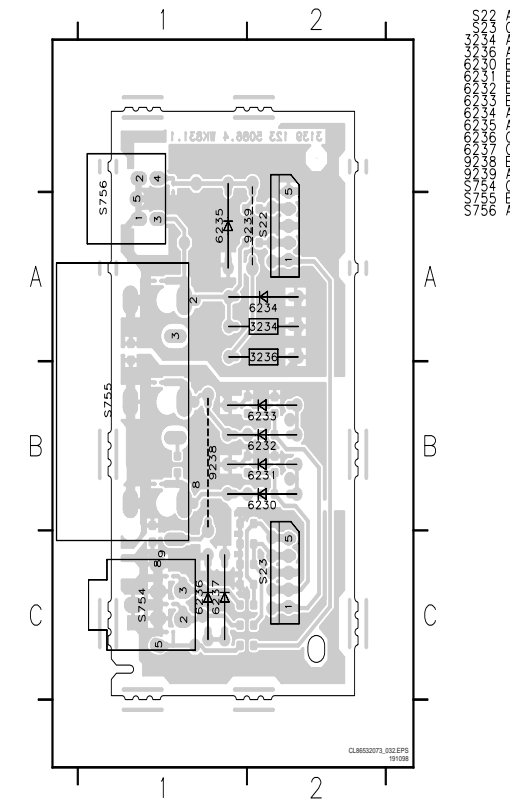 1 2
S22 A
S23 C
3234 A
3236 A
6230 B
6231 B
6232 B
6233 B
6234 A
6235 A
6236 C
6237 C
9238 B
9239 A
S754 C
S755 B
S756 A
3139 123 5086.4 WK831.1
S756
2 4
5
1 3
6235
9239
S22
5
1
A A
2
6234
3
3234
3236
S755
6233
B B
6232
9238
6231
8
6230
9
8
S23
5
1
S754
3
2
5
6236
6237
C C
CL86532073_032.EPS
191098
1 2